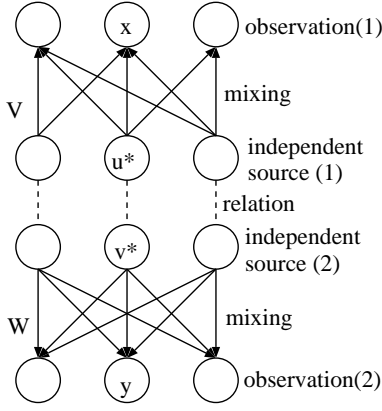 x
observation(1)
V
mixing
u*
independent
source (1)
relation
v*
independent
source (2)
W
mixing
y
observation(2)